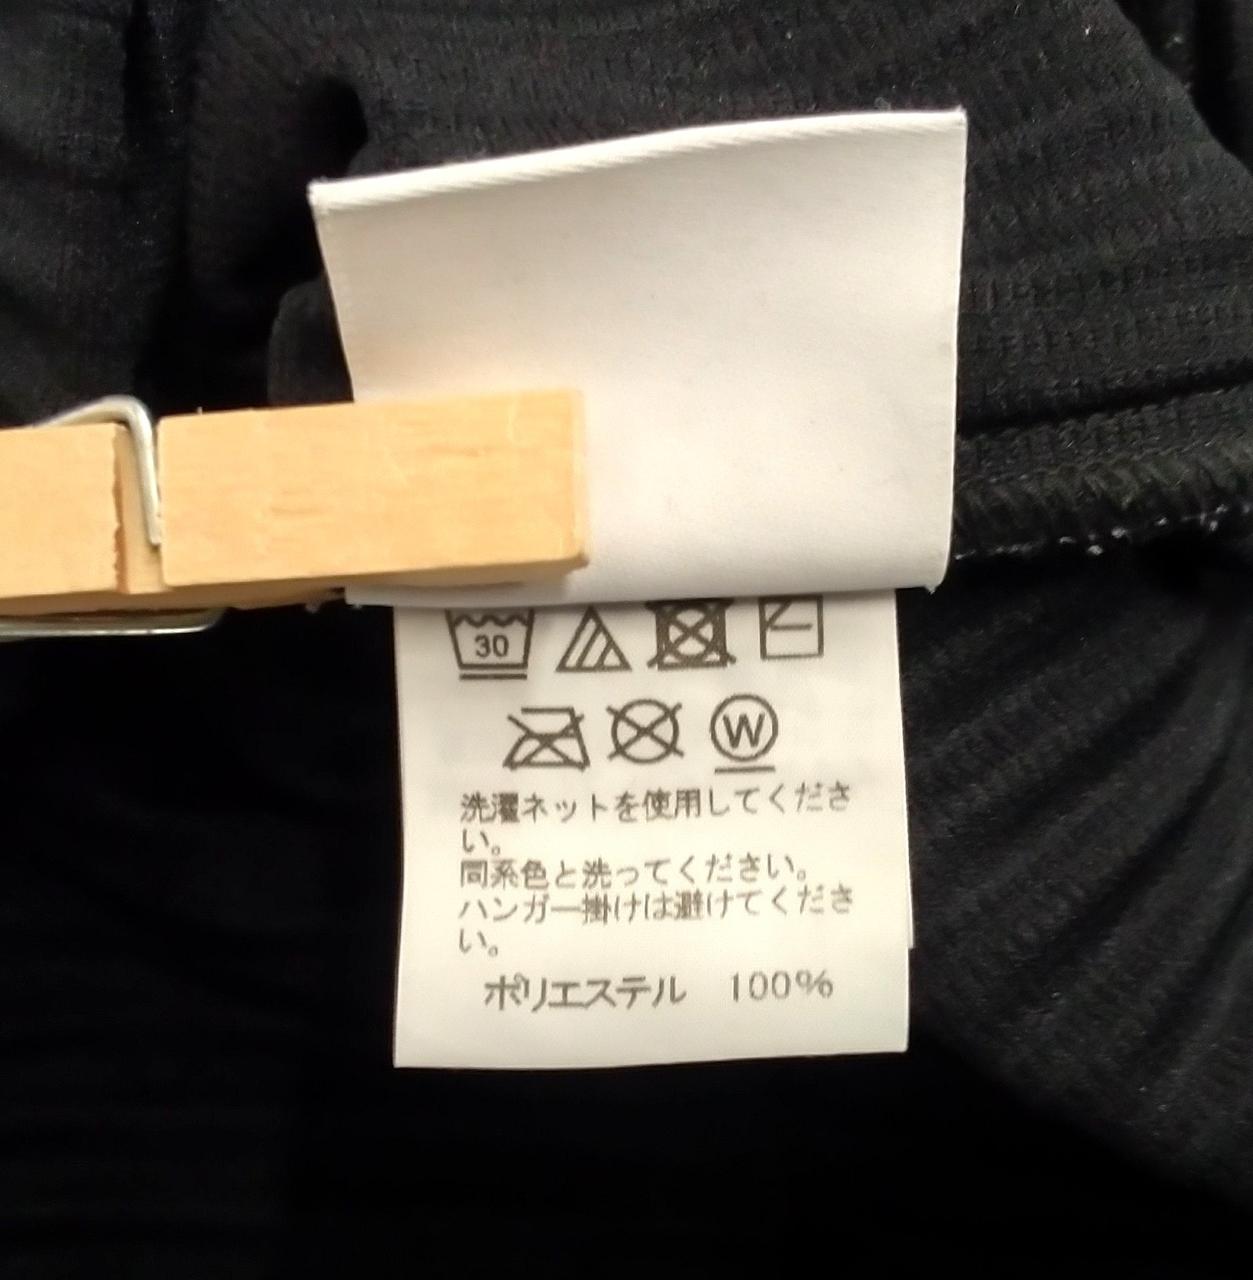 30
W
洗濯ネットを使用してくださ
い。
同系色と洗ってください。
ハンガー掛けは避けてくださ
い。
ポリエステル 100%